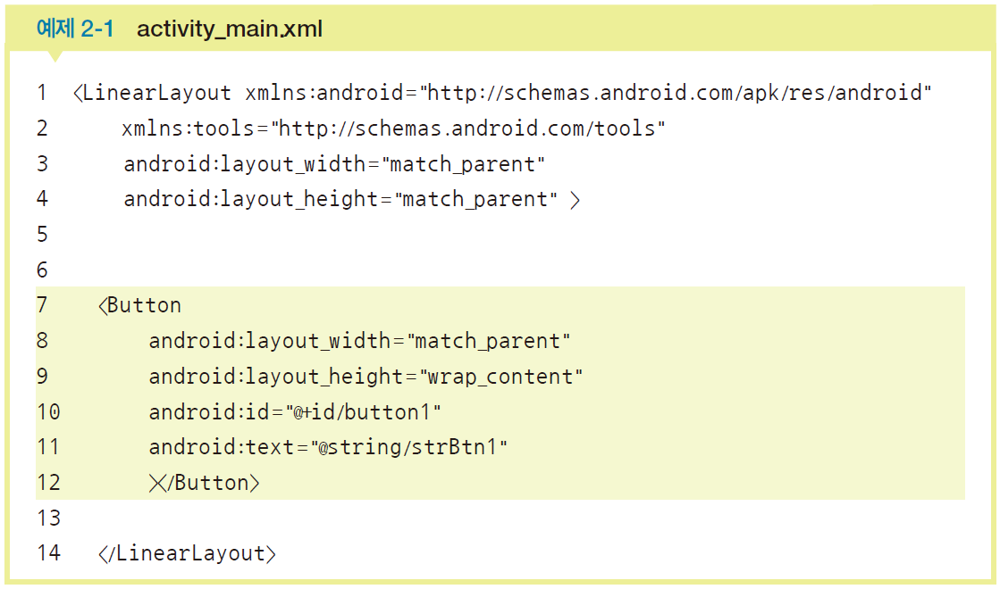 예제 2-1 activity_main.xml
1 <LinearLayout xmlns:android="http://schemas.android.com/apk/res/android"
2 xmlns:tools="http://schemas.android.com/tools"
3 android:layout_width="match_parent"
4 android:layout_height="match_parent" >
5
6
7 <Button
8 android:layout_width="match_parent"
9 android:layout_height="wrap_content"
10 android:id="@+id/button1"
11 android:text="@string/strBtn1"
12 ></Button>
13
14 </LinearLayout>